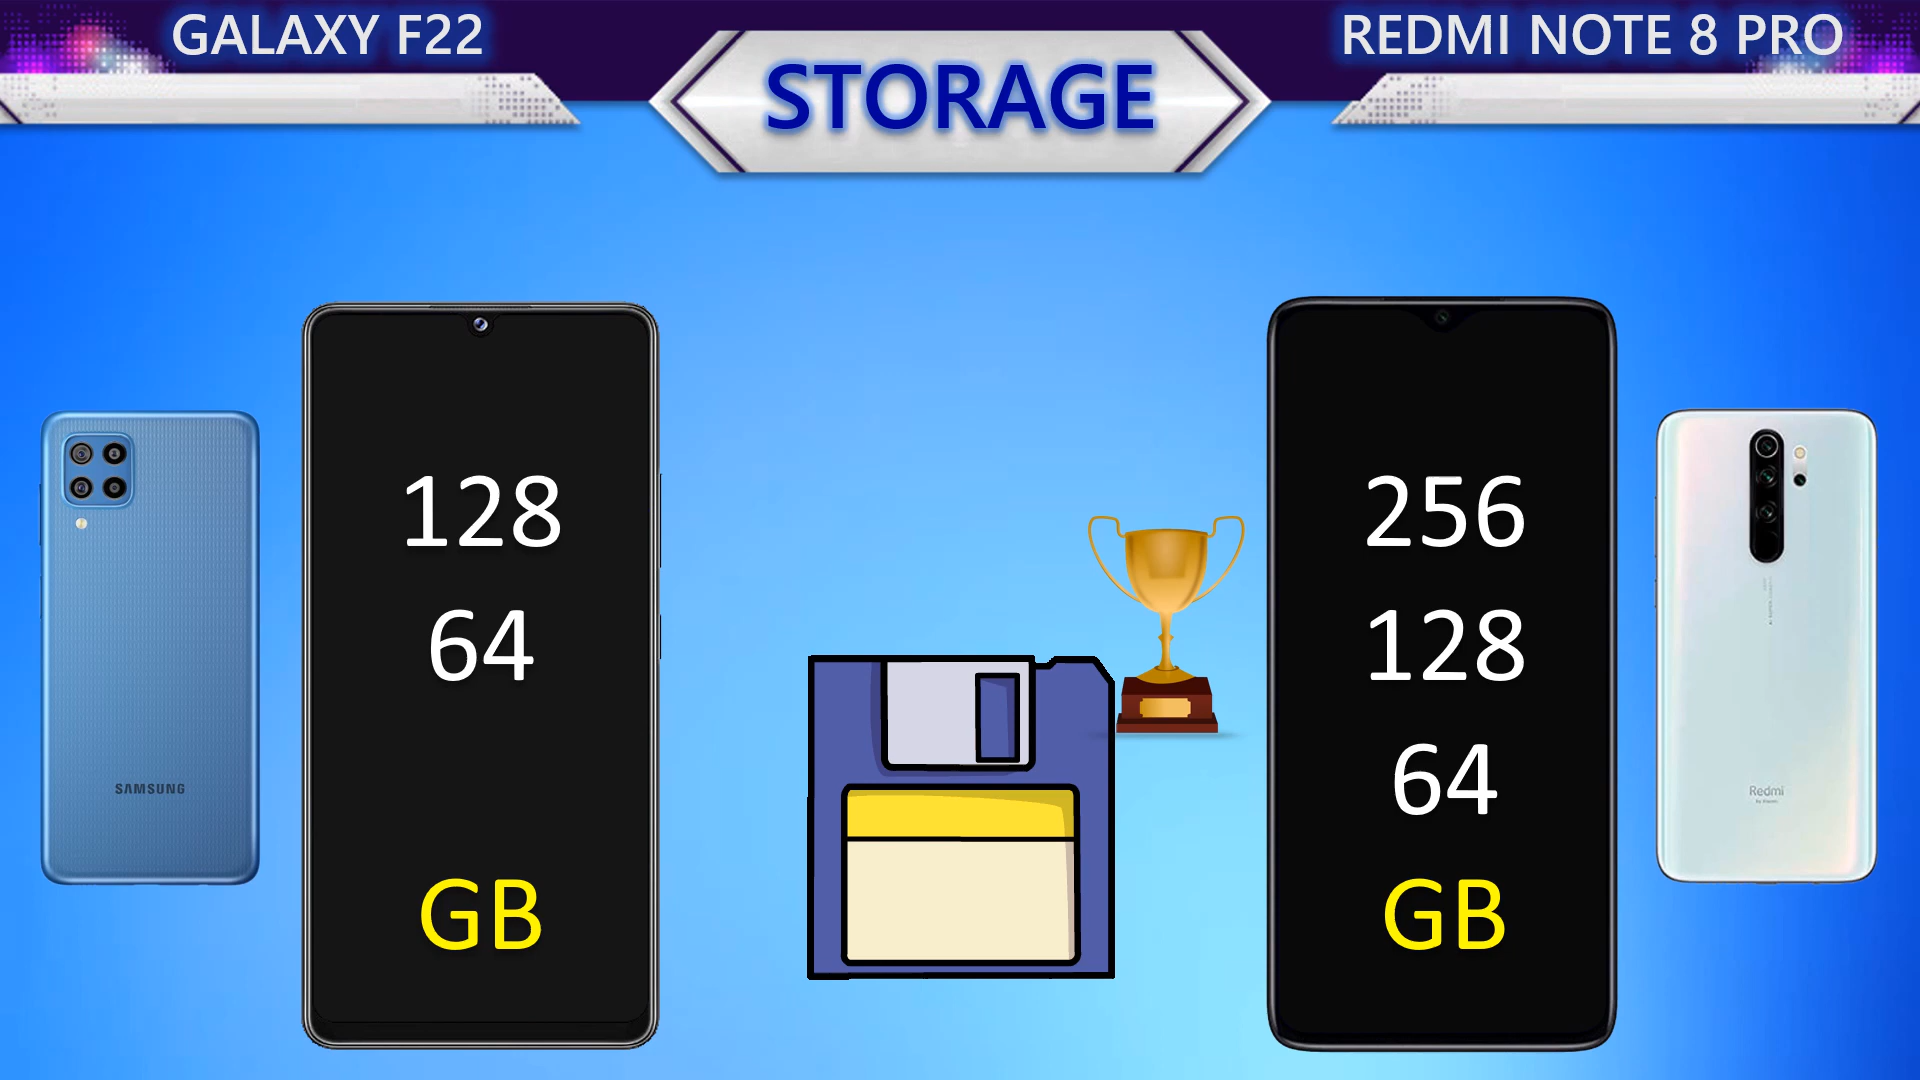 GALAXY F22
STORAGE
REDMI NOTE 8 PRO
128
64
GB
256
128
64
GB
SAMSUNG
Redmi